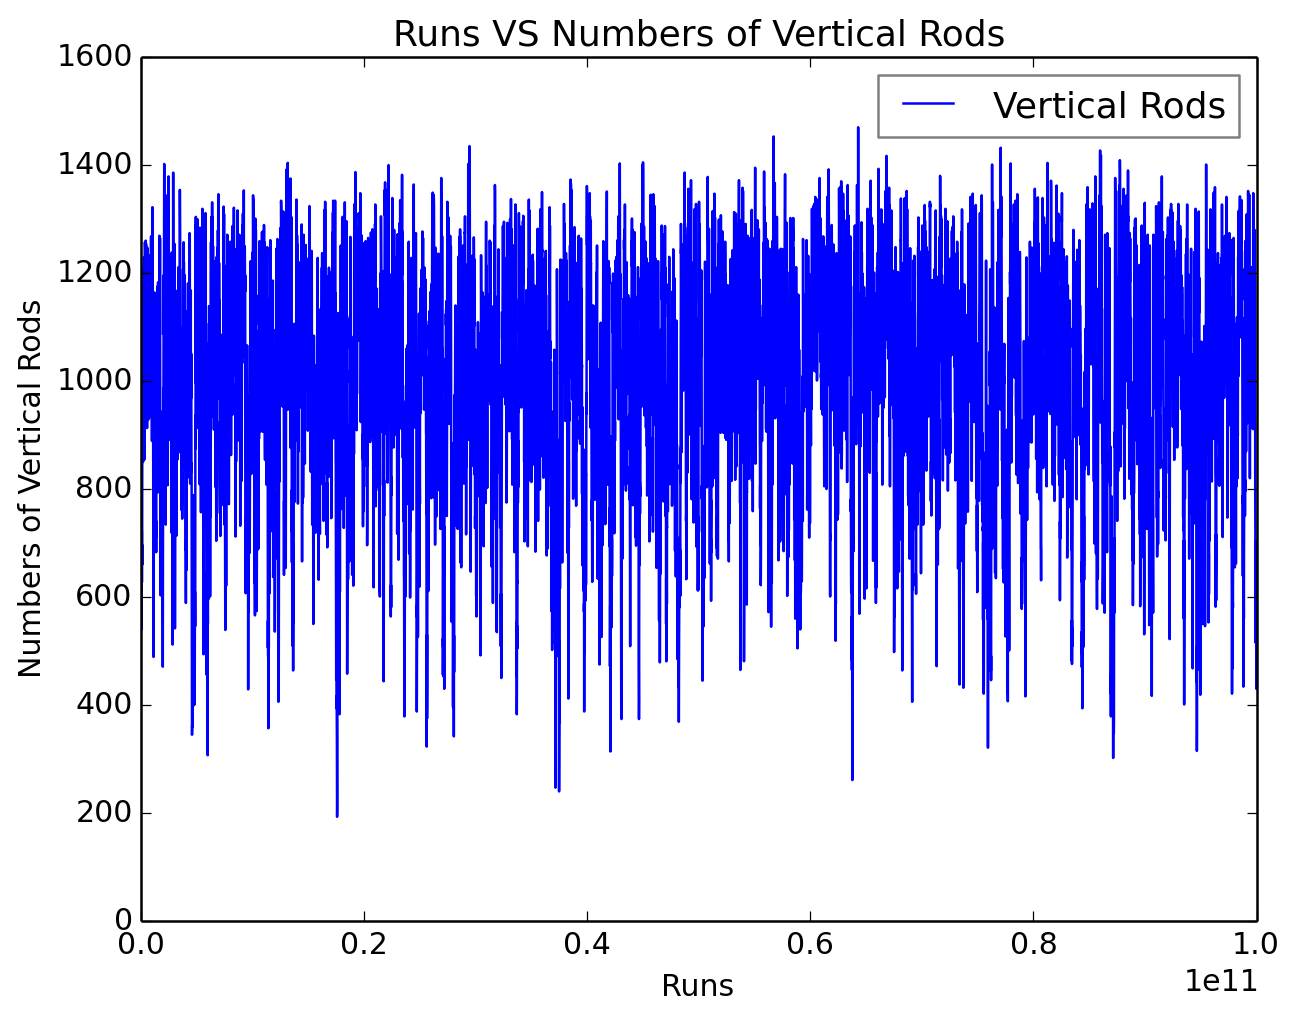 Runs VS Numbers of Vertical Rods
Vertical Rods
Numbers of Vertical Rods
1600
1400
1200
1000
800
600
400
200
0
0.0 0.2 0.4 0.6 0.8 1.0
1e11
Runs